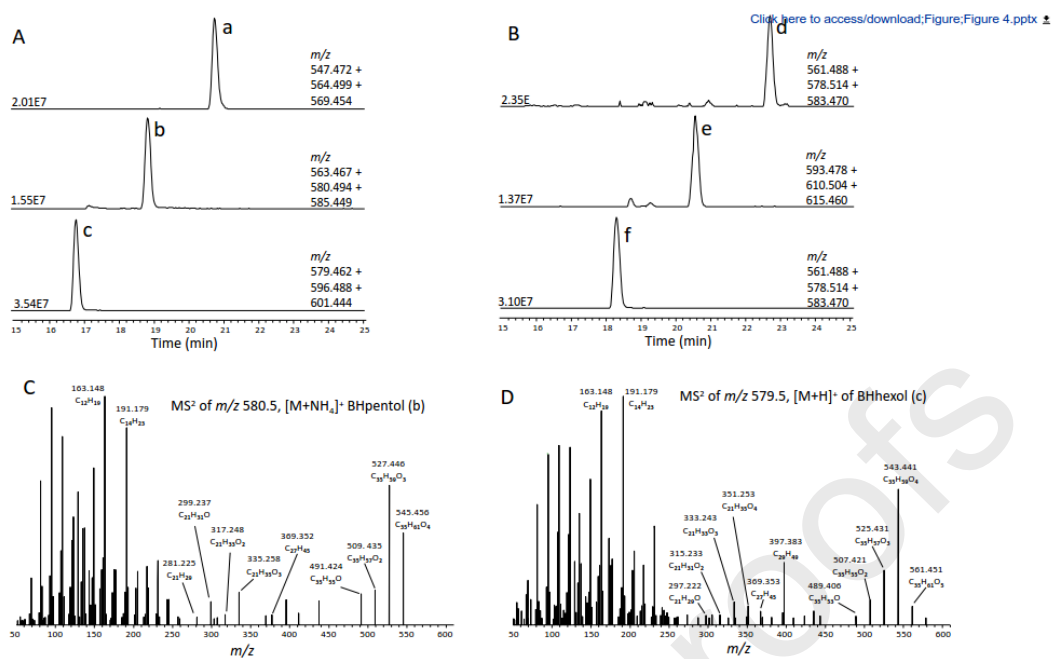 Click here to access/download;Figure;Figure 4.pptx
A
a
m/z
547.472 +
564.499 +
569.454
2.01E7
b
m/z
563.467 +
580.494 +
585.449
1.55E7
c
m/z
579.462 +
596.488 +
601.444
3.54E7
15 16 17 18 19 20 21 22 23 24 25
Time (min)
B
d
m/z
561.488 +
578.514 +
583.470
2.35E
e
m/z
593.478 +
610.504 +
615.460
1.37E7
f
m/z
561.488 +
578.514 +
583.470
3.10E7
15 16 17 18 19 20 21 22 23 24 25
Time (min)
C
MS² of m/z 580.5, [M+NH₄]⁺ BHpentol (b)
163.148
C₁₂H₁₉
191.179
C₁₄H₂₃
281.225
C₂₁H₂₉
299.237
C₂₁H₃₁O
317.248
C₂₁H₃₃O₂
335.258
C₂₁H₃₅O₃
369.352
C₂₇H₄₅
491.424
C₃₅H₅₅O
509.435
C₃₅H₅₇O₂
527.446
C₃₅H₅₉O₃
545.456
C₃₅H₆₁O₄
50 100 150 200 250 300 350 400 450 500 550 600
m/z
D
MS² of m/z 579.5, [M+H]⁺ of BHhexol (c)
163.148
C₁₂H₁₉
191.179
C₁₄H₂₃
297.222
C₂₁H₂₉O
315.233
C₂₁H₃₁O₂
333.243
C₂₁H₃₃O₃
351.253
C₂₁H₃₅O₄
369.353
C₂₇H₄₅
397.383
C₂₉H₄₉
489.406
C₃₅H₅₃O
507.421
C₃₅H₅₅O₂
525.431
C₃₅H₅₇O₃
543.441
C₃₅H₅₉O₄
561.451
C₃₅H₆₁O₅
50 100 150 200 250 300 350 400 450 500 550 600
m/z
roofs